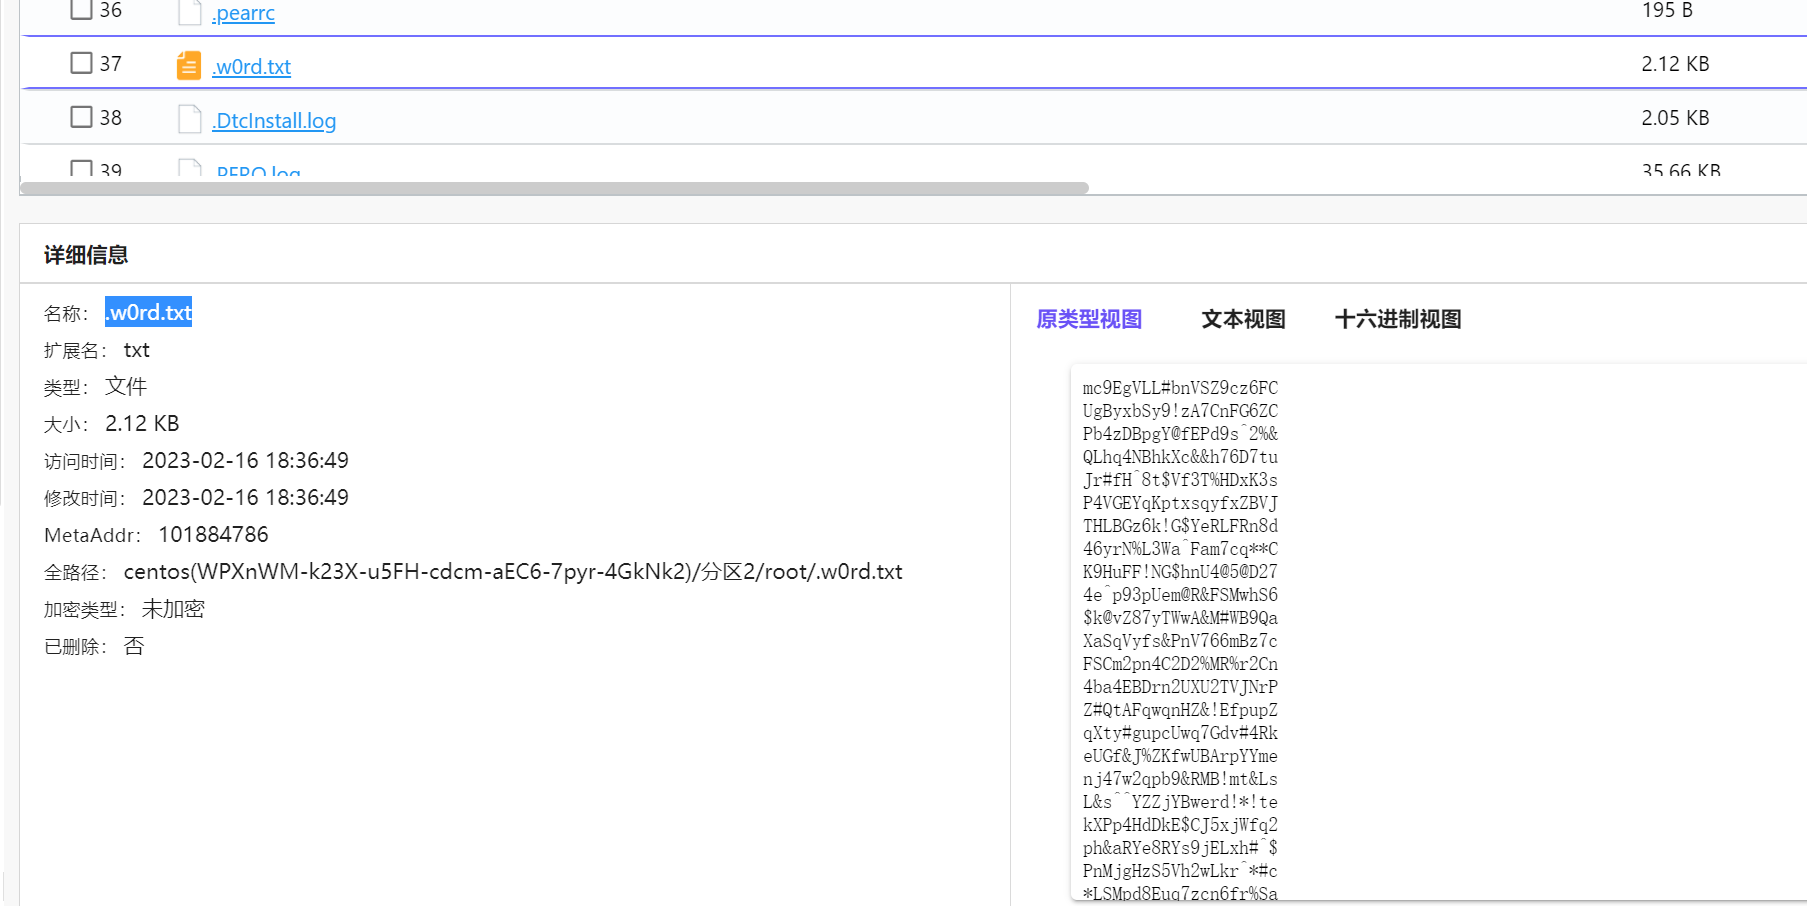 36 .pearrc 195 B
37 .w0rd.txt 2.12 KB
38 .DtcInstall.log 2.05 KB
39 .PFRO.log 35.66 KB
详细信息
名称： .w0rd.txt
扩展名： txt
类型： 文件
大小： 2.12 KB
访问时间： 2023-02-16 18:36:49
修改时间： 2023-02-16 18:36:49
MetaAddr： 101884786
全路径： centos(WPXnWM-k23X-u5FH-cdcm-aEC6-7pyr-4GkNk2)/分区2/root/.w0rd.txt
加密类型： 未加密
已删除： 否
原类型视图 文本视图 十六进制视图
mc9EgVLL#bnVSZ9cz6FC
UgByxbSy9!zA7CnFG6ZC
Pb4zDBpgY@fEPd9s^2%&
QLhq4NBhkXc&&h76D7tu
Jr#fH^8t$Vf3T%HDxK3s
P4VGEYqKptxsqyfxZBVJ
THLBGz6k!G$YeRLFRn8d
46yrN%L3Wa^Fam7cq**C
K9HuFF!NG$hnU4@5@D27
4e^p93pUem@R&FSMwhS6
$k@vZ87yTWwA&M#WB9Qa
XaSqVyfs&PnV766mBz7c
FSCm2pn4C2D2%MR%r2Cn
4ba4EBDrn2UXU2TVJNrP
Z#QtAFqwqnHZ&!EfpupZ
qXty#gupcUwq7Gdv#4Rk
eUGf&J%ZKfwUBArpYYme
nj47w2qpb9&RMB!mt&Ls
L&s^^YZZjYBwerd!*!te
kXPp4HdDkE$CJ5xjWfq2
ph&aRYe8RYs9jELxh#^$
PnMjgHzS5Vh2wLkr^*#c
*LSMpd8Euq7zcn6fr%Sa